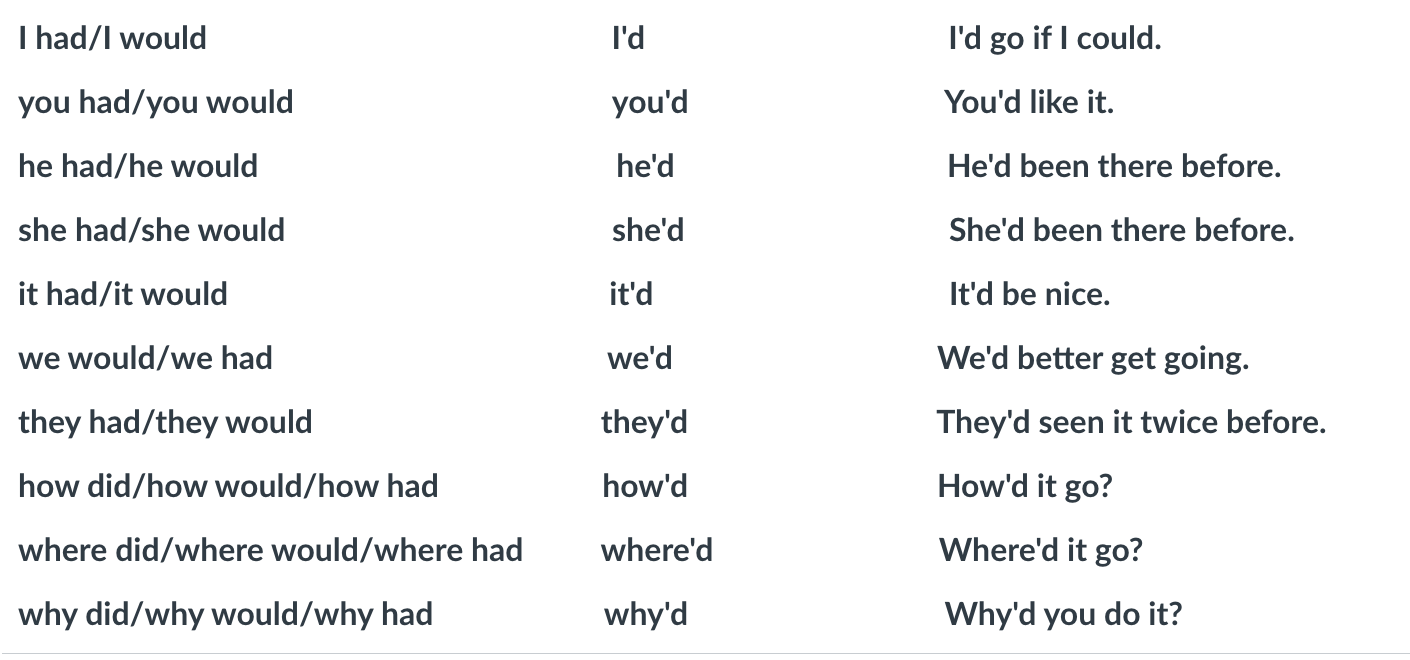 I had/I would I'd I'd go if I could.
you had/you would you'd You'd like it.
he had/he would he'd He'd been there before.
she had/she would she'd She'd been there before.
it had/it would it'd It'd be nice.
we would/we had we'd We'd better get going.
they had/they would they'd They'd seen it twice before.
how did/how would/how had how'd How'd it go?
where did/where would/where had where'd Where'd it go?
why did/why would/why had why'd Why'd you do it?